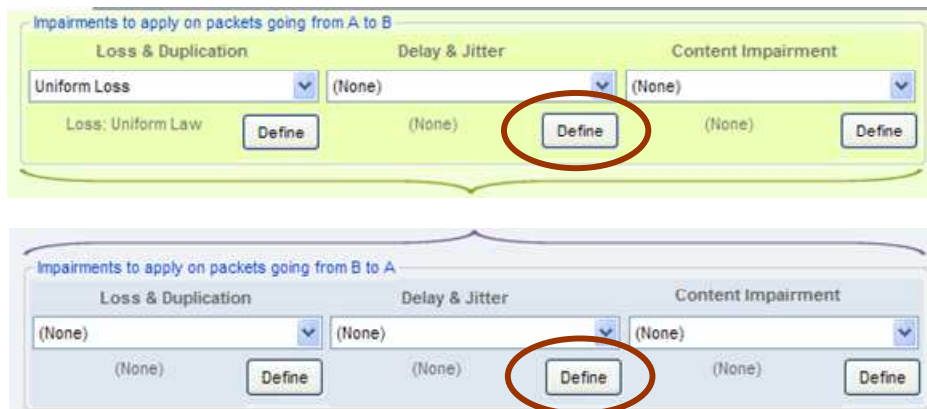 Impairments to apply on packets going from A to B
Loss & Duplication Delay & Jitter Content Impairment
Uniform Loss (None) (None)
Loss: Uniform Law Define (None) Define (None) Define
Impairments to apply on packets going from B to A
Loss & Duplication Delay & Jitter Content Impairment
(None) (None) (None)
(None) Define (None) Define (None) Define